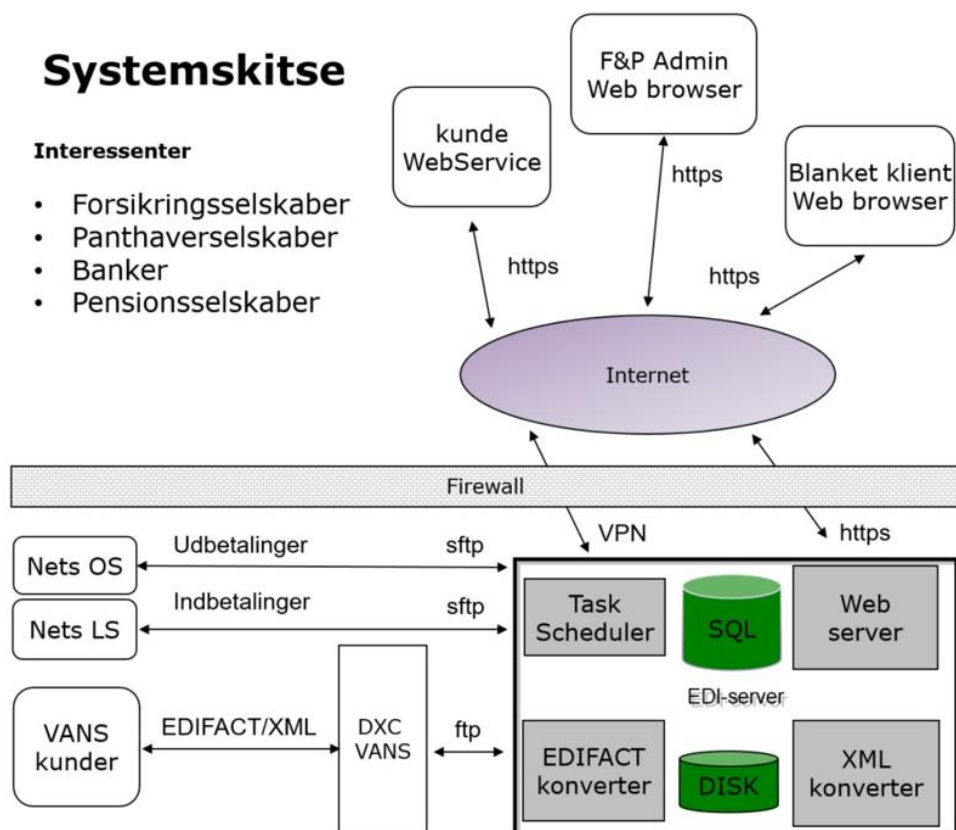 Systemskitse
Interessenter
• Forsikringsselskaber
• Panthaverselskaber
• Banker
• Pensionsselskaber
kunde
WebService
F&P Admin
Web browser
Blanket klient
Web browser
https
https
https
Internet
Firewall
VPN
https
Nets OS
Udbetalinger
sftp
Nets LS
Indbetalinger
sftp
VANS
kunder
EDIFACT/XML
DXC
VANS
ftp
Task
Scheduler
SQL
Web
server
EDI-server
EDIFACT
konverter
DISK
XML
konverter